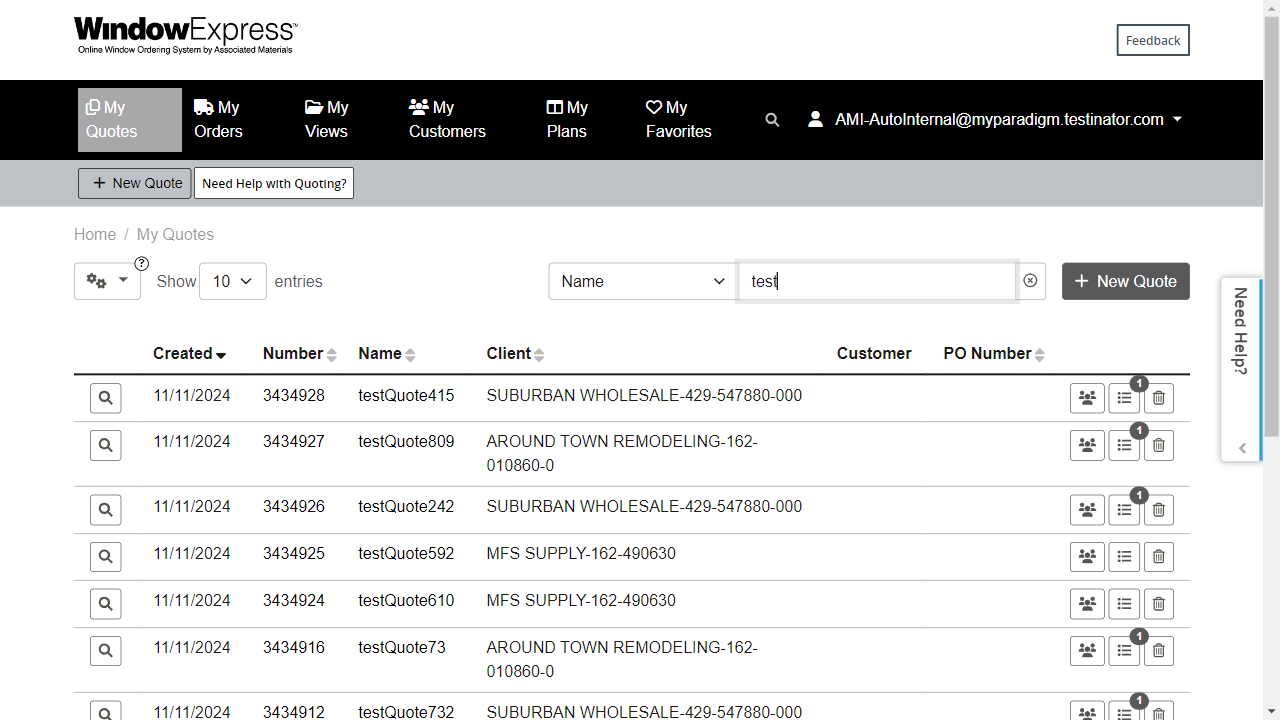 WindowExpress™
Online Window Ordering System by Associated Materials
Feedback
My Quotes
My Orders
My Views
My Customers
My Plans
My Favorites
AMI-AutoInternal@myparadigm.testinator.com
New Quote
Need Help with Quoting?
Home / My Quotes
?
Show 10 entries
Name
test
New Quote
Need Help?
Created Number Name Client Customer PO Number
11/11/2024 3434928 testQuote415 SUBURBAN WHOLESALE-429-547880-000 1
11/11/2024 3434927 testQuote809 AROUND TOWN REMODELING-162-
010860-0 1
11/11/2024 3434926 testQuote242 SUBURBAN WHOLESALE-429-547880-000 1
11/11/2024 3434925 testQuote592 MFS SUPPLY-162-490630
11/11/2024 3434924 testQuote610 MFS SUPPLY-162-490630
11/11/2024 3434916 testQuote73 AROUND TOWN REMODELING-162-
010860-0 1
11/11/2024 3434912 testQuote732 SUBURBAN WHOLESALE-429-547880-000 1